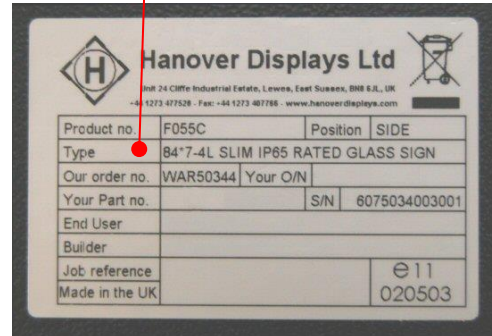 H
Hanover Displays Ltd
Unit 24 Cliffe Industrial Estate, Lewes, East Sussex, BN8 6JL, UK
+44 1273 477528 - Fax: +44 1273 407766 - www.hanoverdisplays.com
Product no. F055C Position SIDE
Type 84*7-4L SLIM IP65 RATED GLASS SIGN
Our order no. WAR50344 Your O/N
Your Part no. S/N 6075034003001
End User
Builder
Job reference e11
Made in the UK 020503